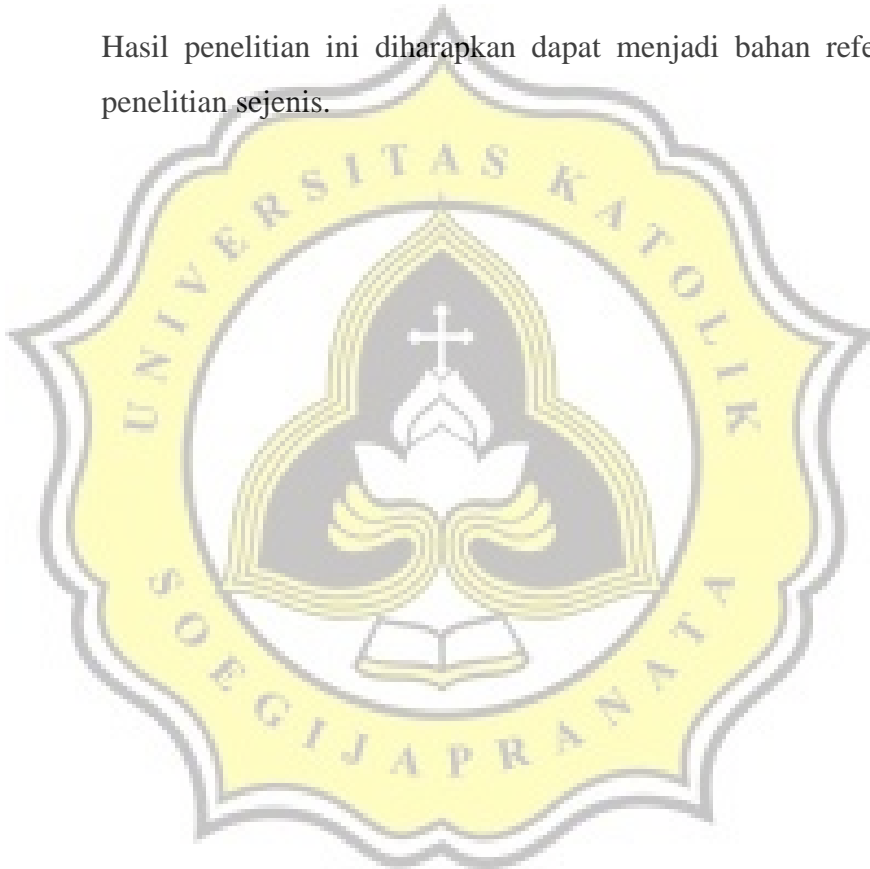 Hasil penelitian ini diharapkan dapat menjadi bahan refe
penelitian sejenis.
UNIVERSITAS KATOLIK
SOEGIJAPRANATA